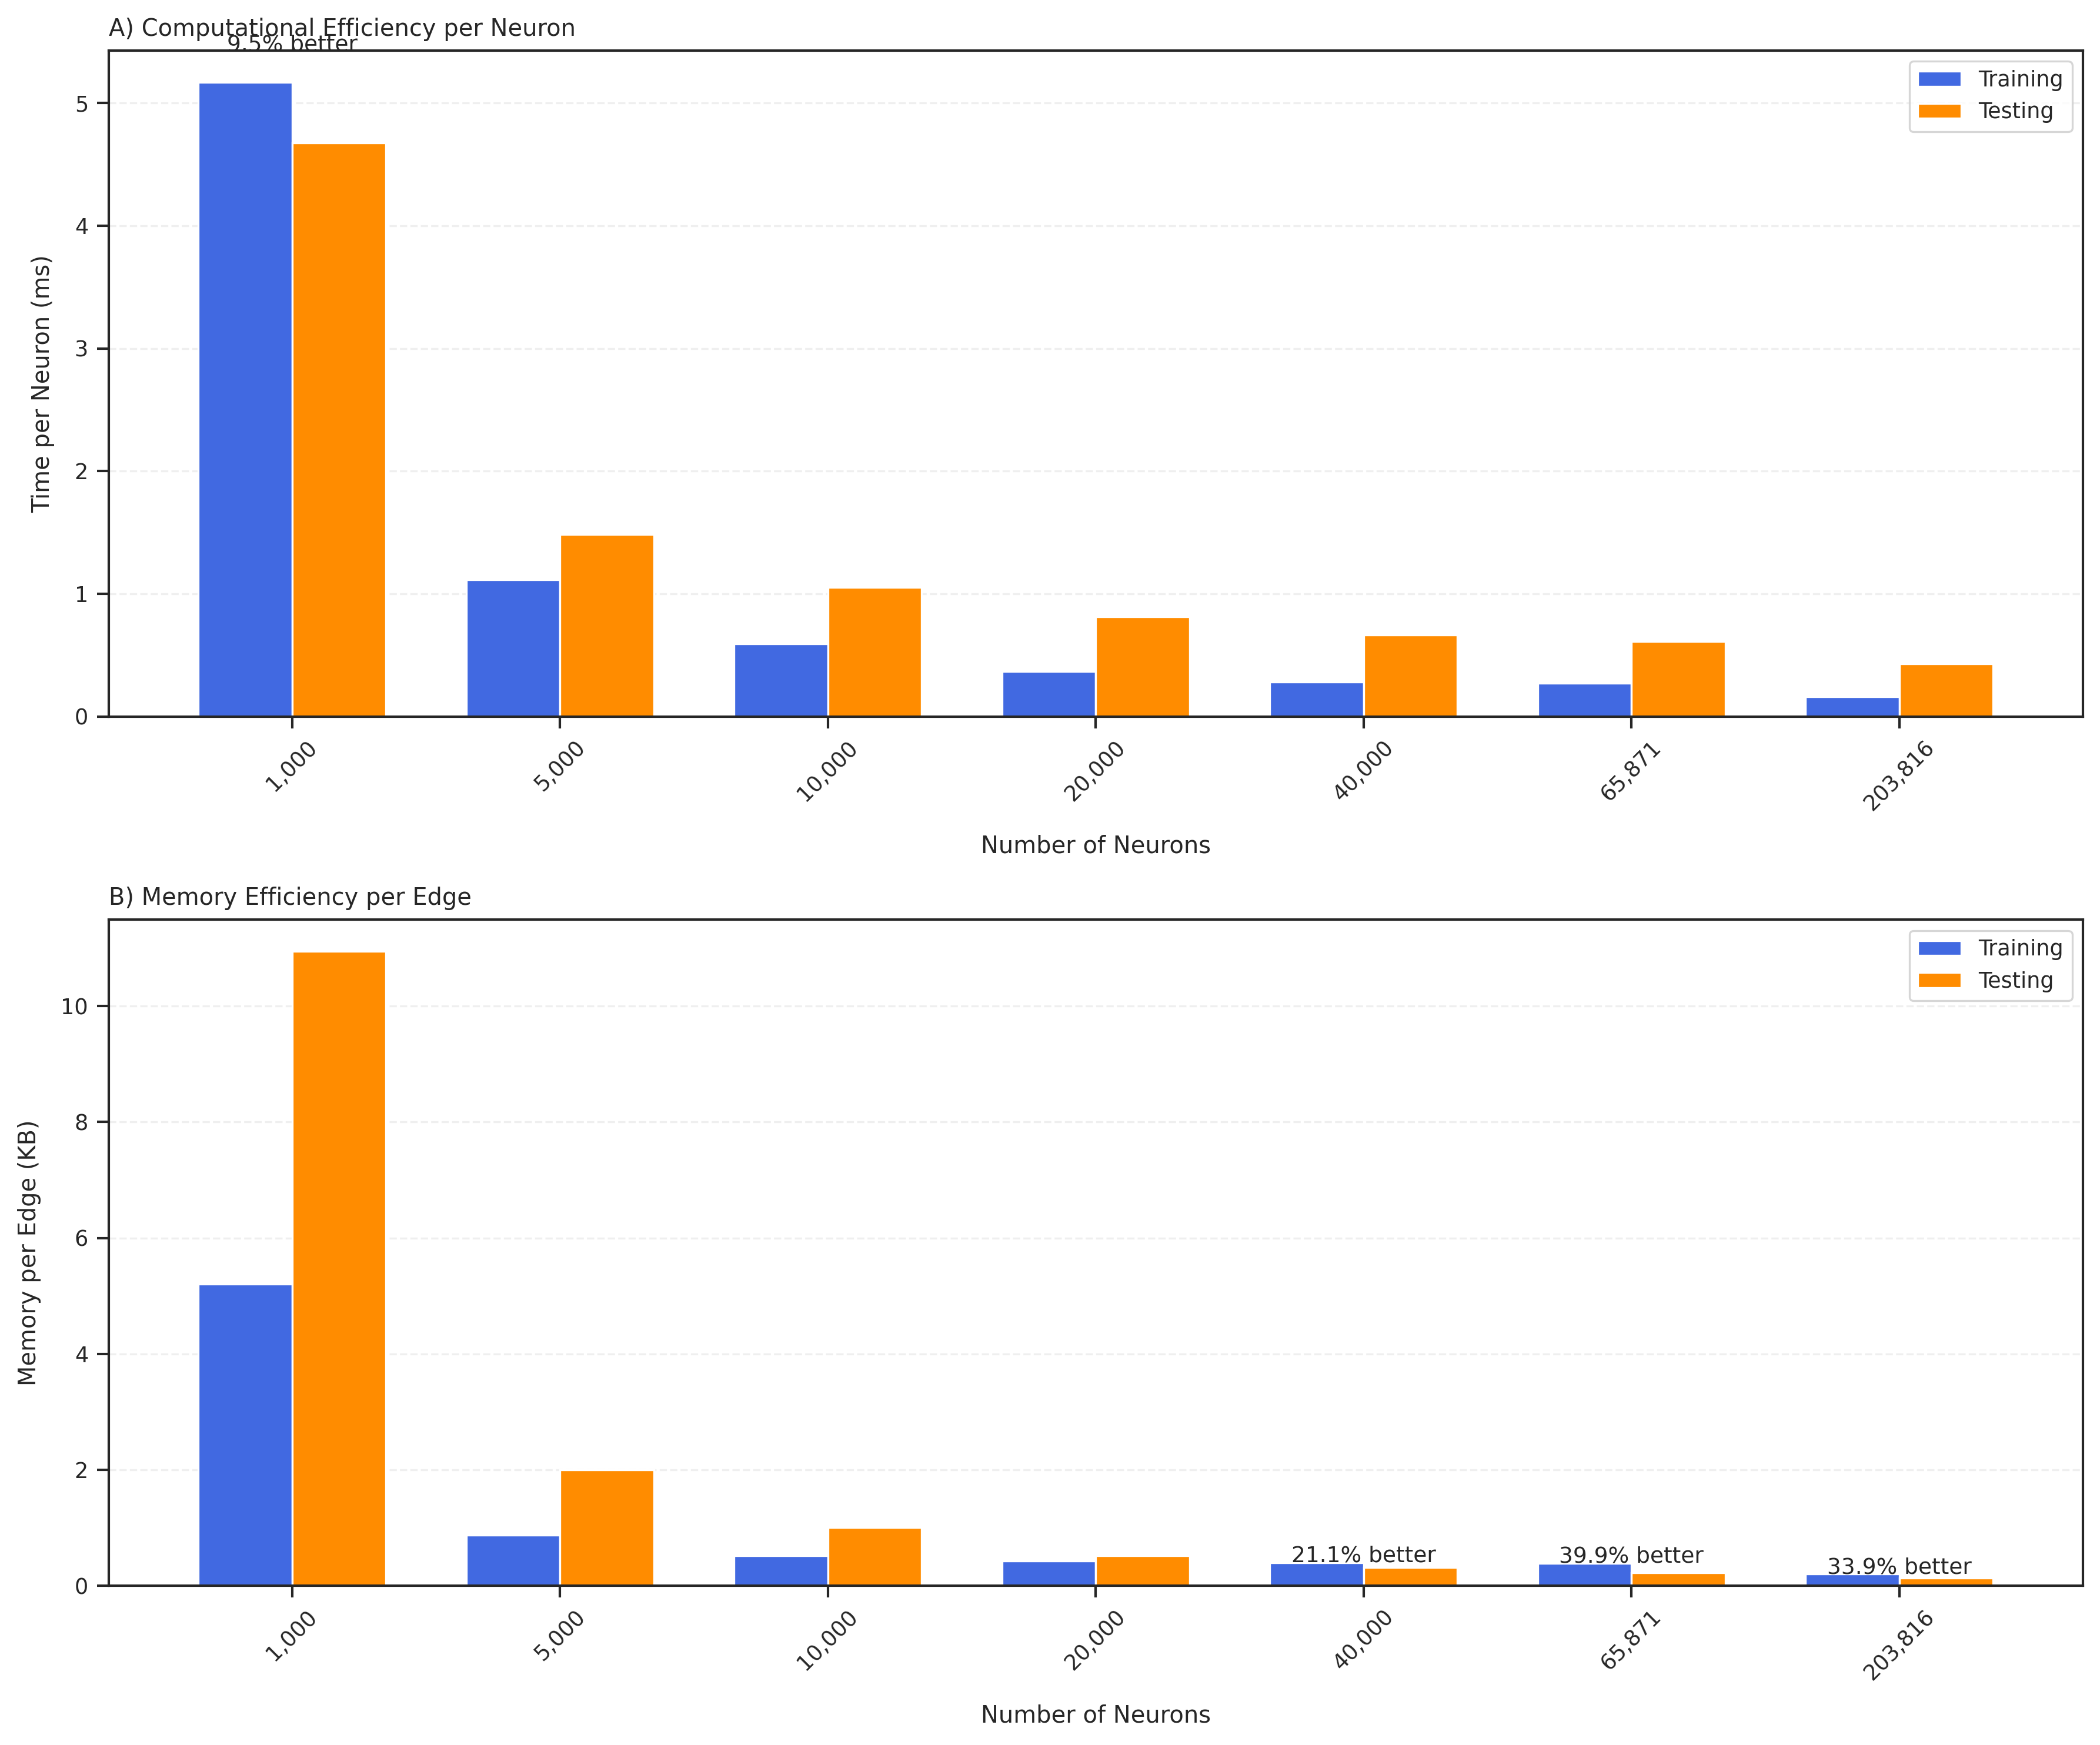 A) Computational Efficiency per Neuron
9.5% better
Training
Testing
5
4
3
2
1
0
Time per Neuron (ms)
1,000
5,000
10,000
20,000
40,000
65,871
203,816
Number of Neurons
B) Memory Efficiency per Edge
Training
Testing
10
8
6
4
2
0
Memory per Edge (KB)
21.1% better
39.9% better
33.9% better
1,000
5,000
10,000
20,000
40,000
65,871
203,816
Number of Neurons